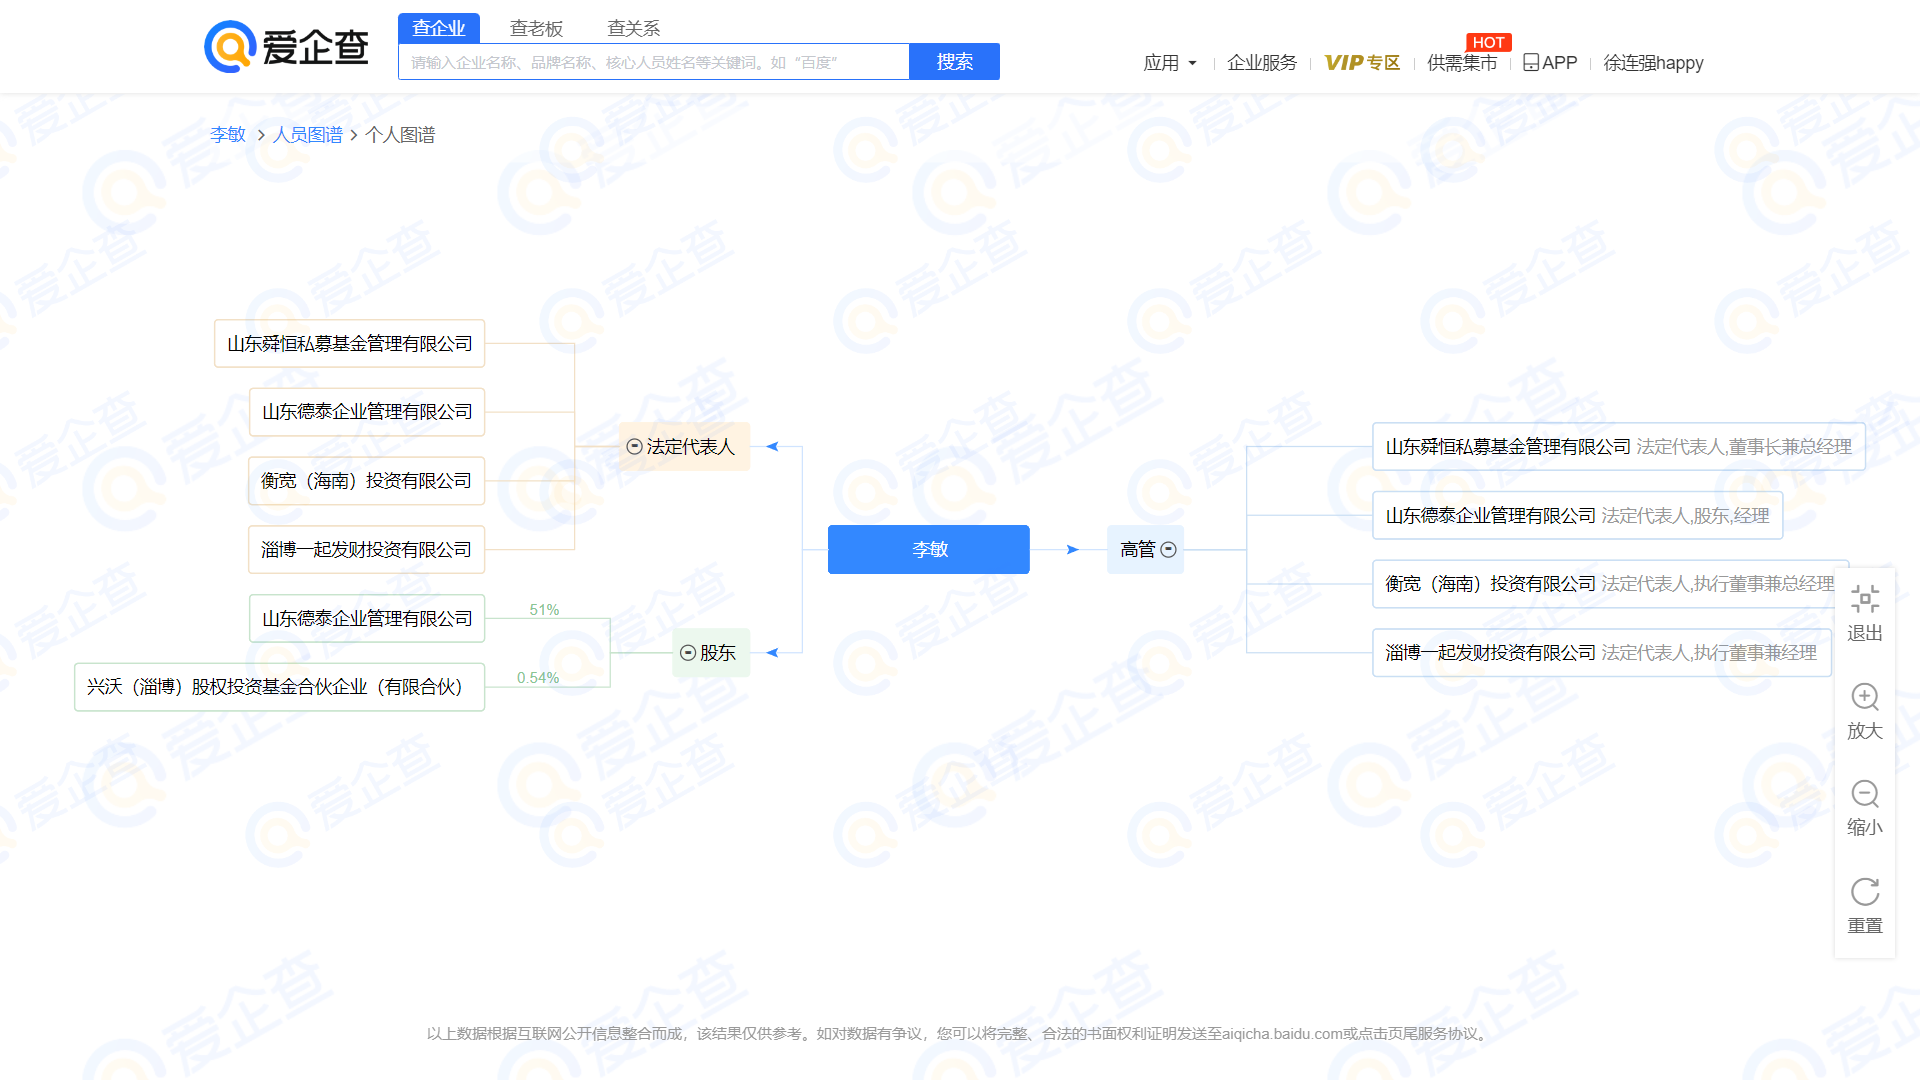 爱企查
查企业 查老板 查关系
请输入企业名称、品牌名称、核心人员姓名等关键词。如“百度” 搜索
应用 企业服务 VIP专区 供需集市 HOT APP 徐连强happy
李敏 > 人员图谱 > 个人图谱
山东舜恒私募基金管理有限公司
山东德泰企业管理有限公司
衡宽（海南）投资有限公司
淄博一起发财投资有限公司
法定代表人
山东德泰企业管理有限公司
51%
兴沃（淄博）股权投资基金合伙企业（有限合伙）
0.54%
股东
李敏
高管
山东舜恒私募基金管理有限公司 法定代表人,董事长兼总经理
山东德泰企业管理有限公司 法定代表人,股东,经理
衡宽（海南）投资有限公司 法定代表人,执行董事兼总经理
淄博一起发财投资有限公司 法定代表人,执行董事兼经理
退出
放大
缩小
重置
以上数据根据互联网公开信息整合而成，该结果仅供参考。如对数据有争议，您可以将完整、合法的书面权利证明发送至aiqicha.baidu.com或点击页尾服务协议。